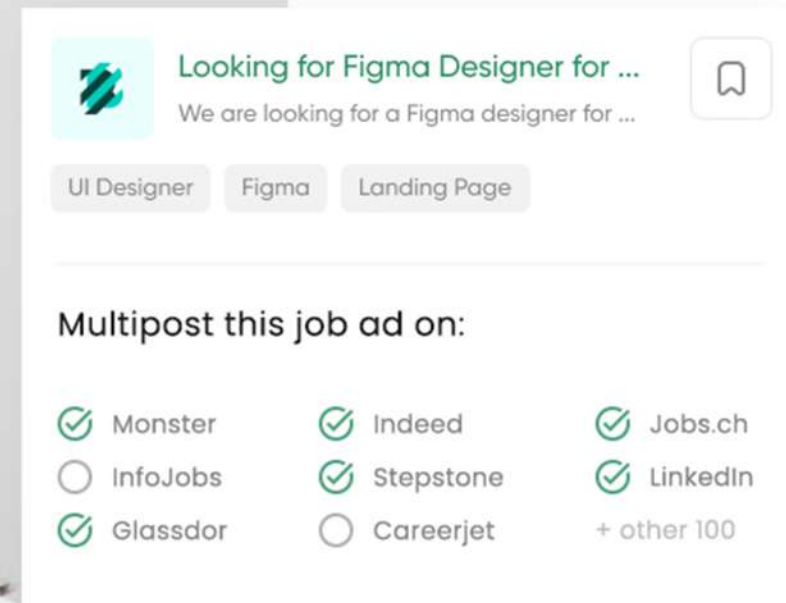 Looking for Figma Designer for ...
We are looking for a Figma designer for ...
UI Designer Figma Landing Page
Multipost this job ad on:
Monster Indeed Jobs.ch
InfoJobs Stepstone LinkedIn
Glassdor Careerjet + other 100